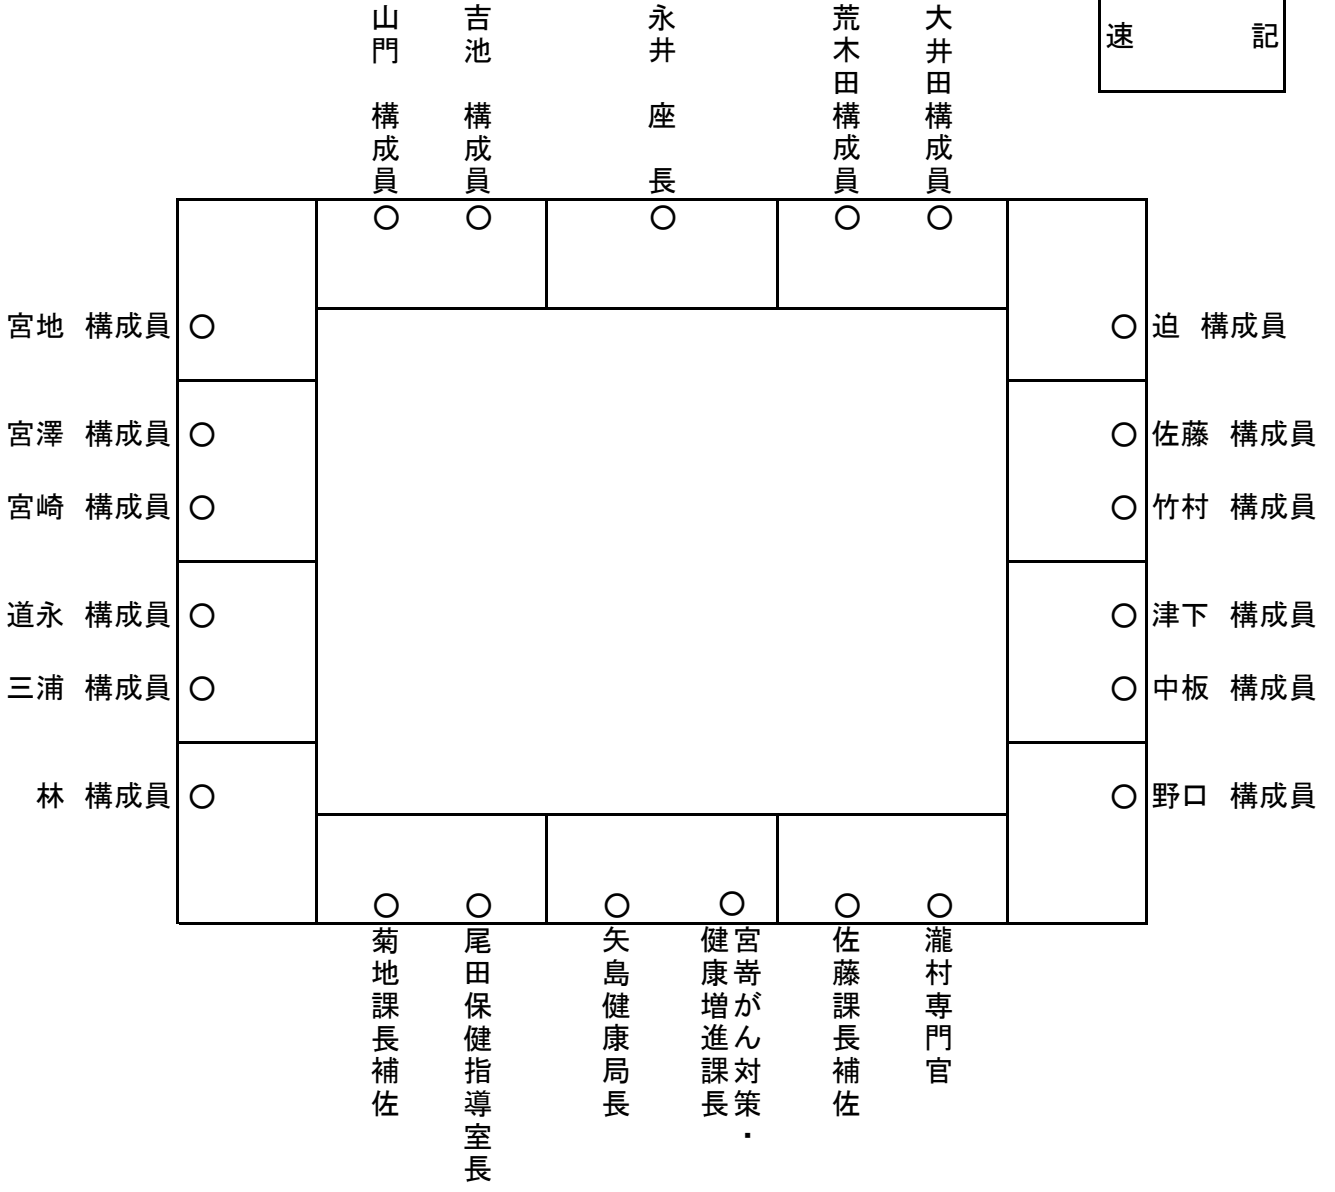 山門　構成員
吉池　構成員
永井　座　長
荒木田構成員
大井田構成員
速　　　記
宮地　構成員
迫　構成員
宮澤　構成員
佐藤　構成員
宮崎　構成員
竹村　構成員
道永　構成員
津下　構成員
三浦　構成員
中板　構成員
林　構成員
野口　構成員
菊地課長補佐
尾田保健指導室長
矢島健康局長
宮嵜がん対策・
健康増進課長
佐藤課長補佐
瀧村専門官